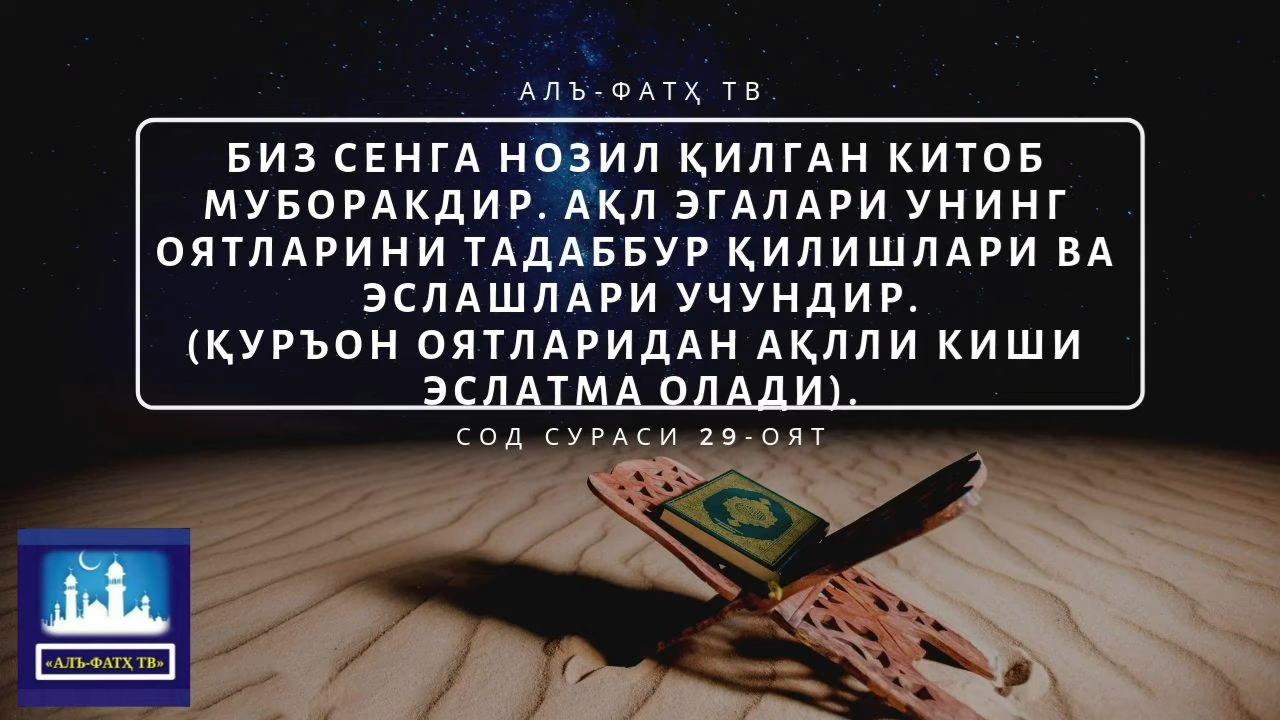 АЛЪ-ФАТҲ ТВ
БИЗ СЕНГА НОЗИЛ ҚИЛГАН КИТОБ
МУБОРАКДИР. АҚЛ ЭГАЛАРИ УНИНГ
ОЯТЛАРИНИ ТАДАББУР ҚИЛИШЛАРИ ВА
ЭСЛАШЛАРИ УЧУНДИР.
(ҚУРЪОН ОЯТЛАРИДАН АҚЛЛИ КИШИ
ЭСЛАТМА ОЛАДИ).
СОД СУРАСИ 29-ОЯТ
«АЛЪ-ФАТҲ ТВ»